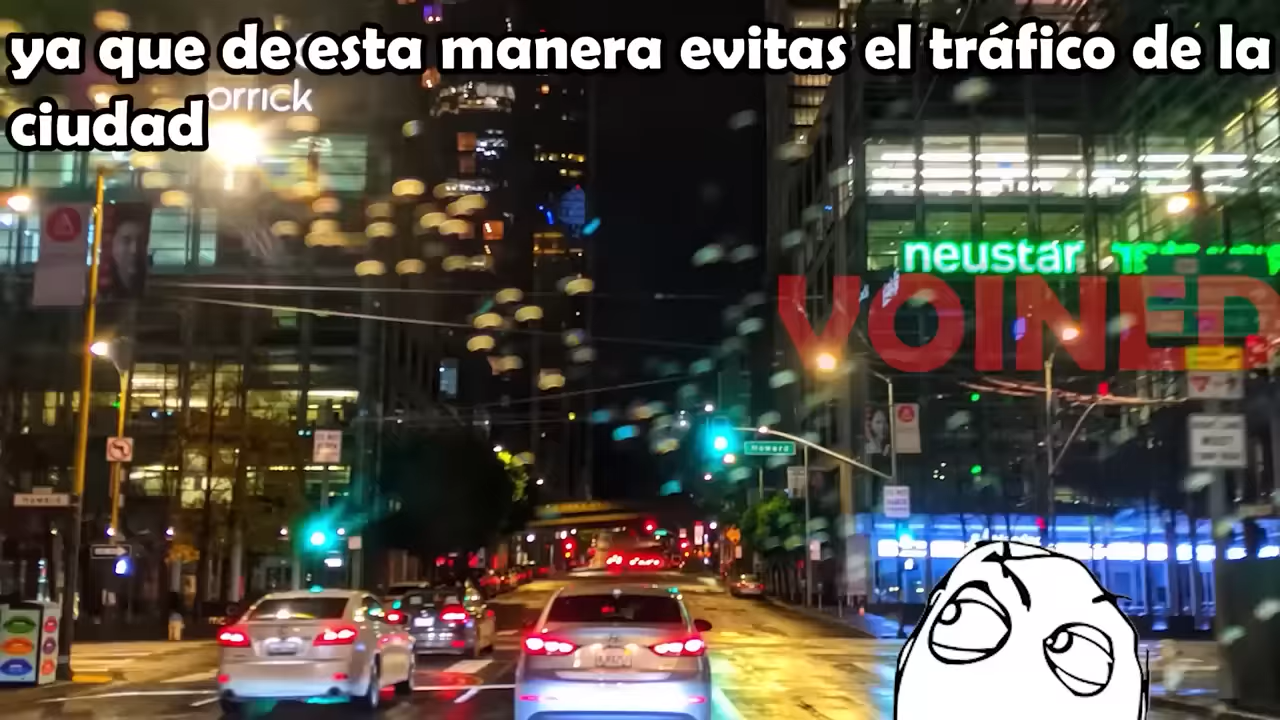 ya que de esta manera evitas el tráfico de la
ciudad
orrick
neustar
VOINED
Howard